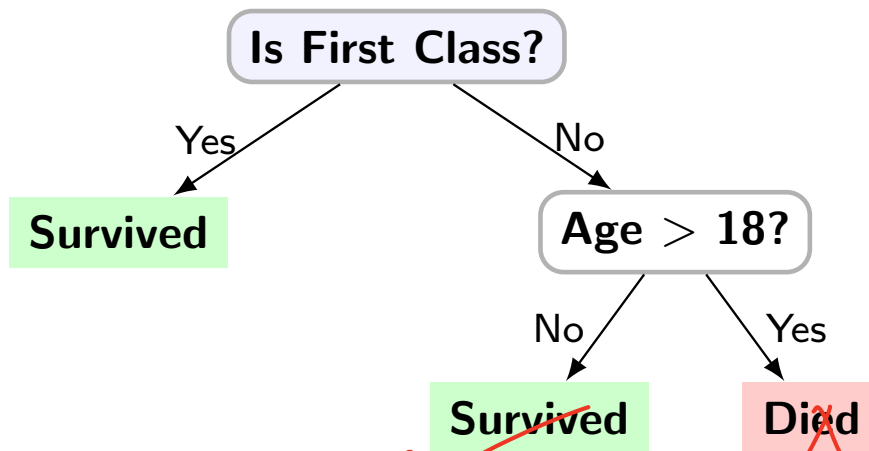 Is First Class?
Yes
No
Survived
Age > 18?
No
Yes
Survived
Died